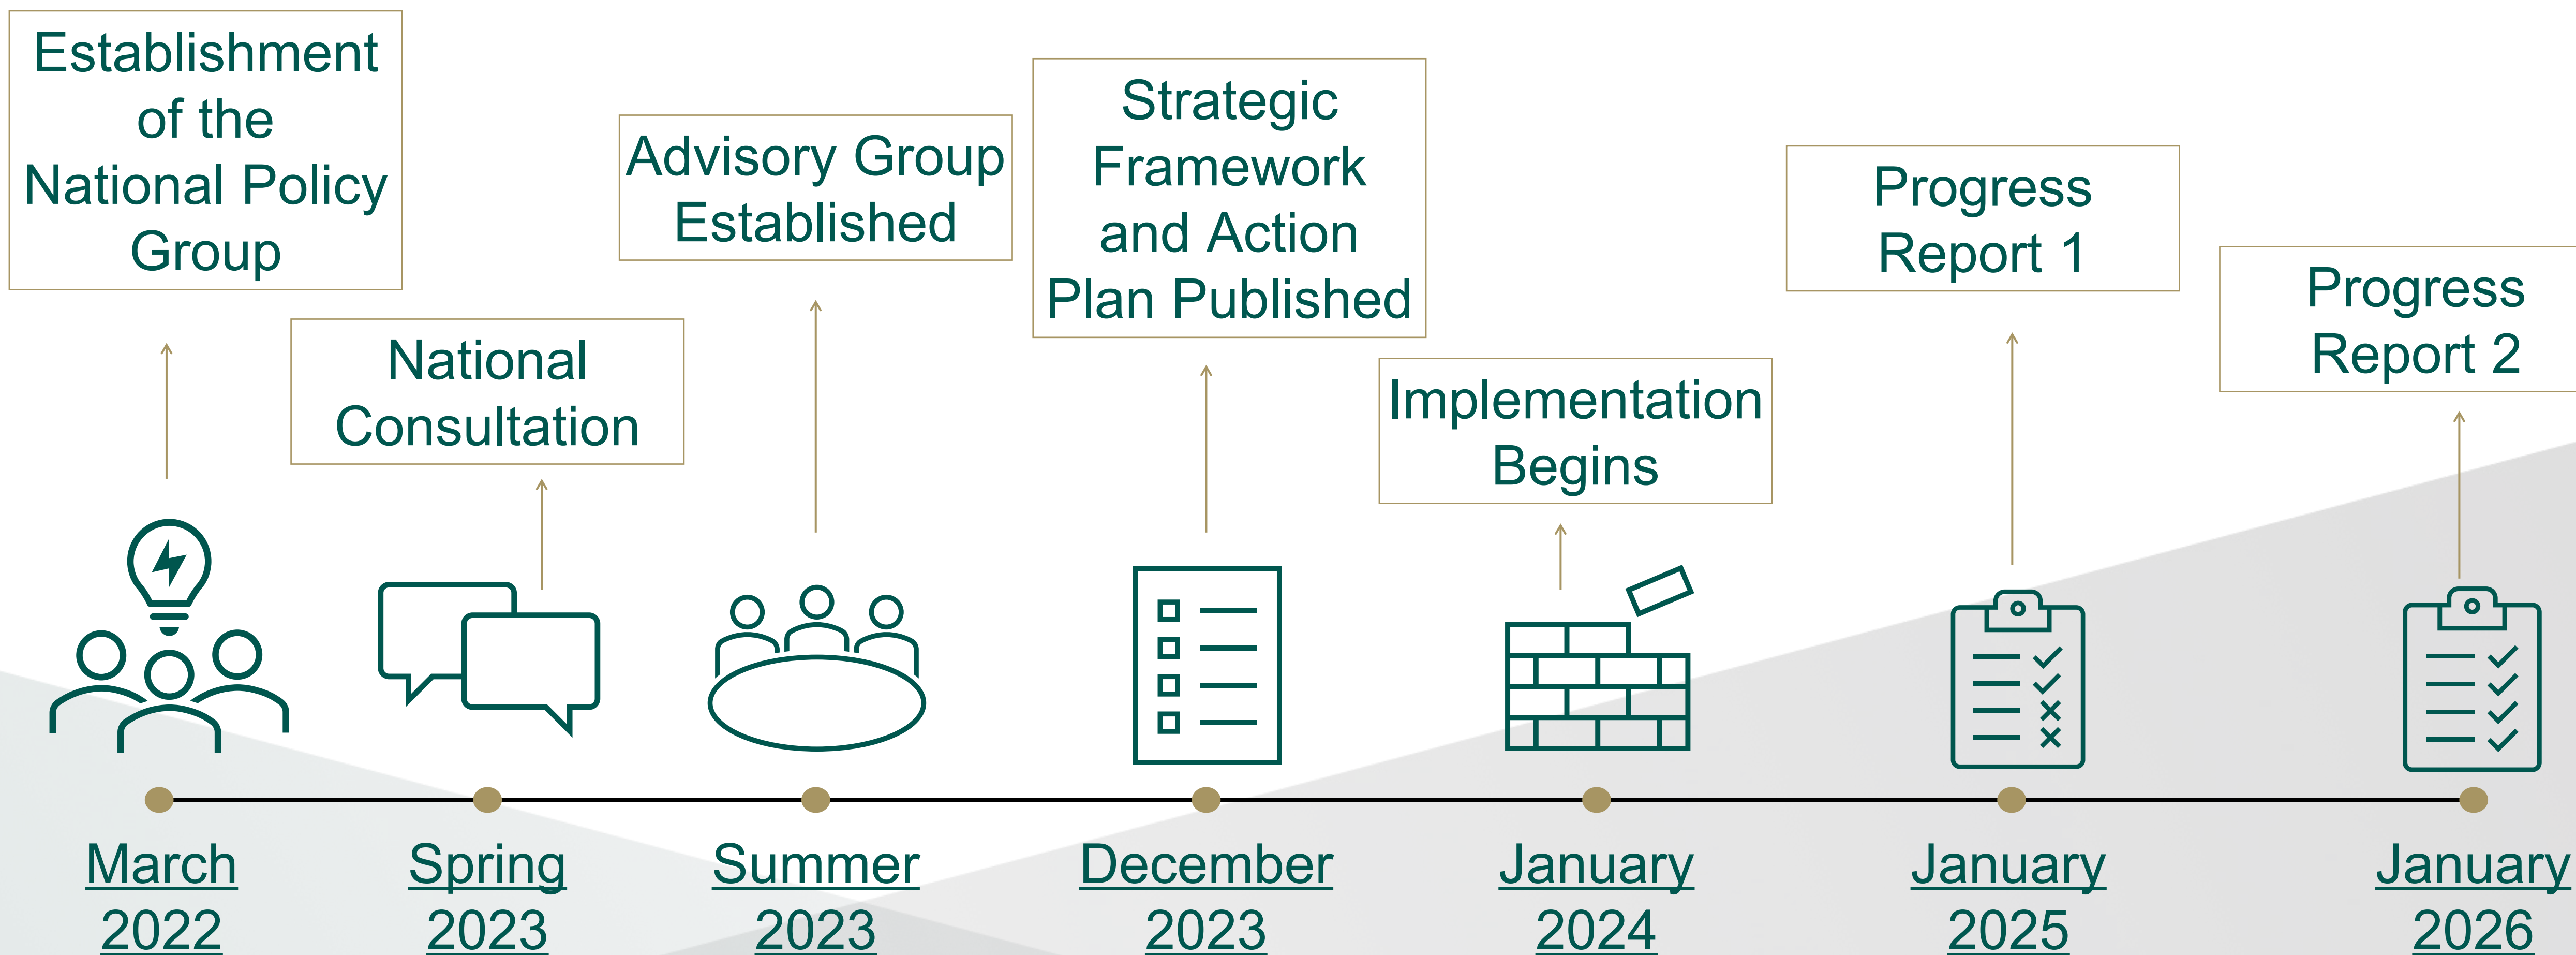 Establishment
of the
National Policy
Group
National
Consultation
Advisory Group
Established
Strategic
Framework
and Action
Plan Published
Implementation
Begins
Progress
Report 1
Progress
Report 2
March
2022
Spring
2023
Summer
2023
December
2023
January
2024
January
2025
January
2026